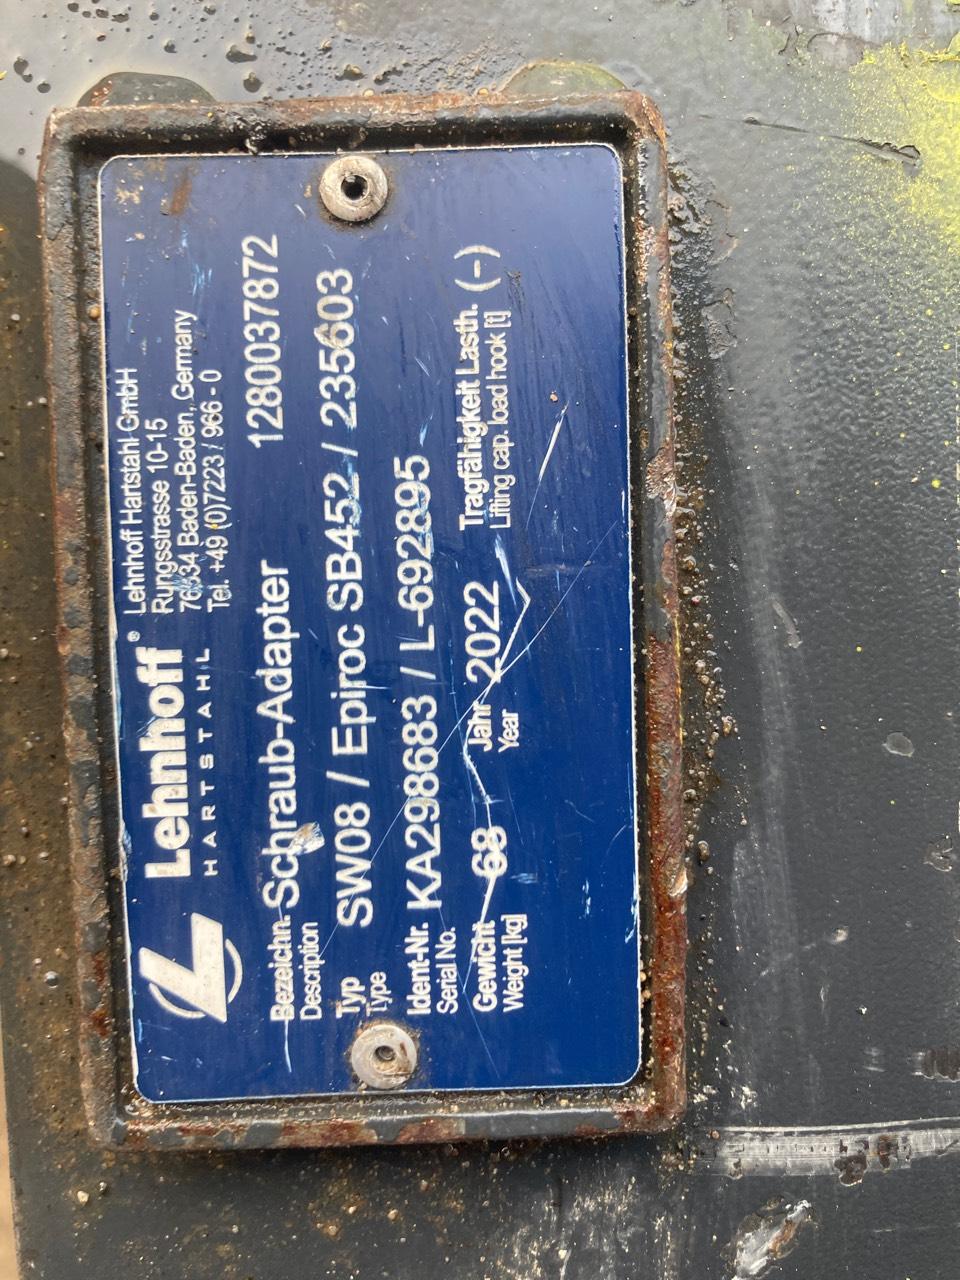 Lehnhoff®
HARTSTAHL
Lehnhoff Hartstahl GmbH
Rungsstrasse 10-15
76534 Baden-Baden, Germany
Tel. +49 (0)7223 / 966 - 0
Bezeichn. Schraub-Adapter 1280037872
Description
Typ SW08 / Epiroc SB452 / 235603
Type
Ident-Nr. KA298683 / L-692895
Serial No.
Gewicht 68 Jahr 2022 Tragfähigkeit Lasth. (-)
Weight [kg] Year Lifting cap. load hook [t]